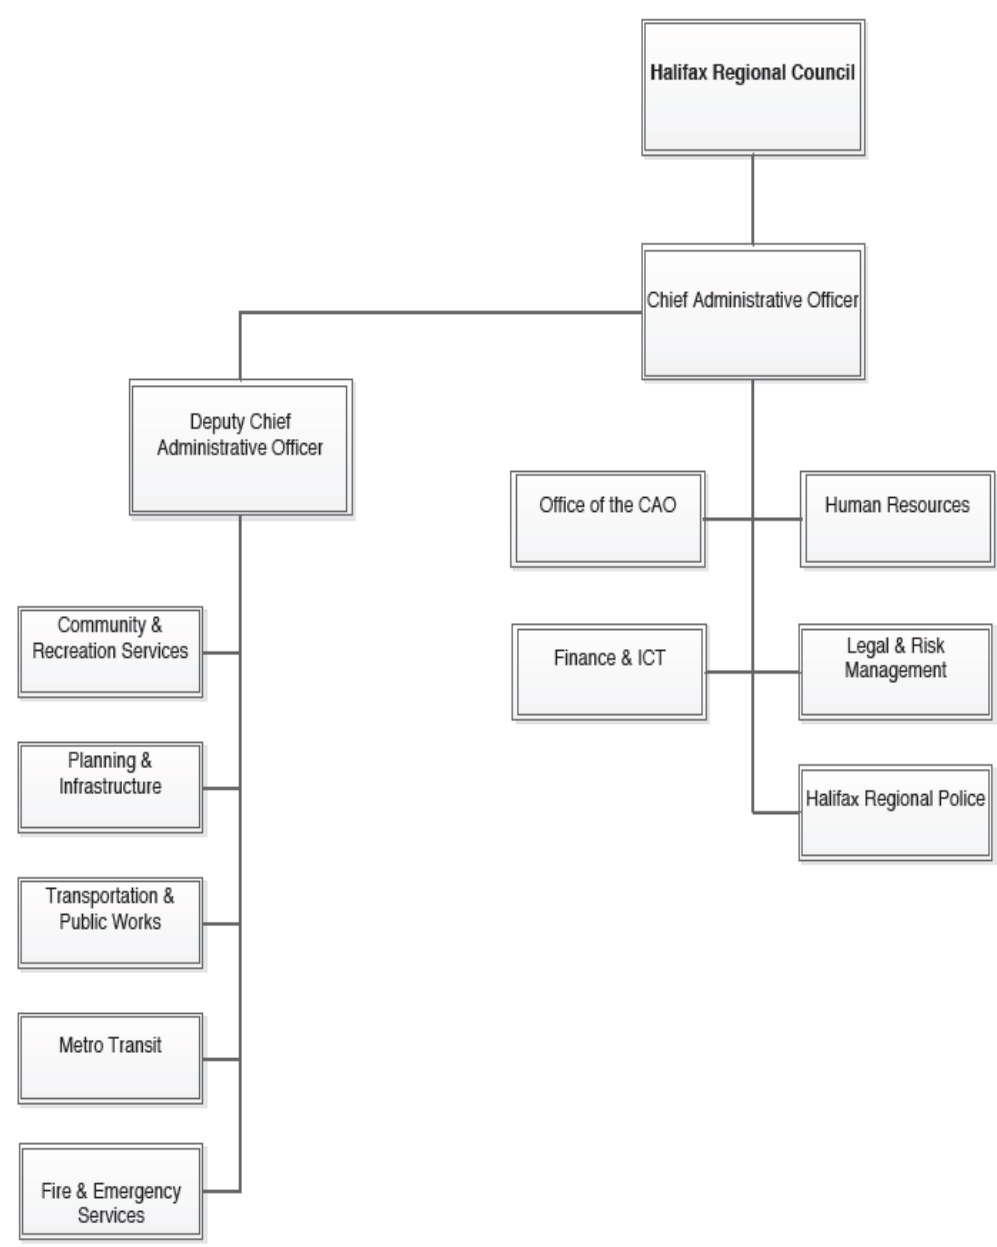 Halifax Regional Council
Chief Administrative Officer
Deputy Chief
Administrative Officer
Office of the CAO
Human Resources
Community &
Recreation Services
Finance & ICT
Legal & Risk
Management
Planning &
Infrastructure
Halifax Regional Police
Transportation &
Public Works
Metro Transit
Fire & Emergency
Services